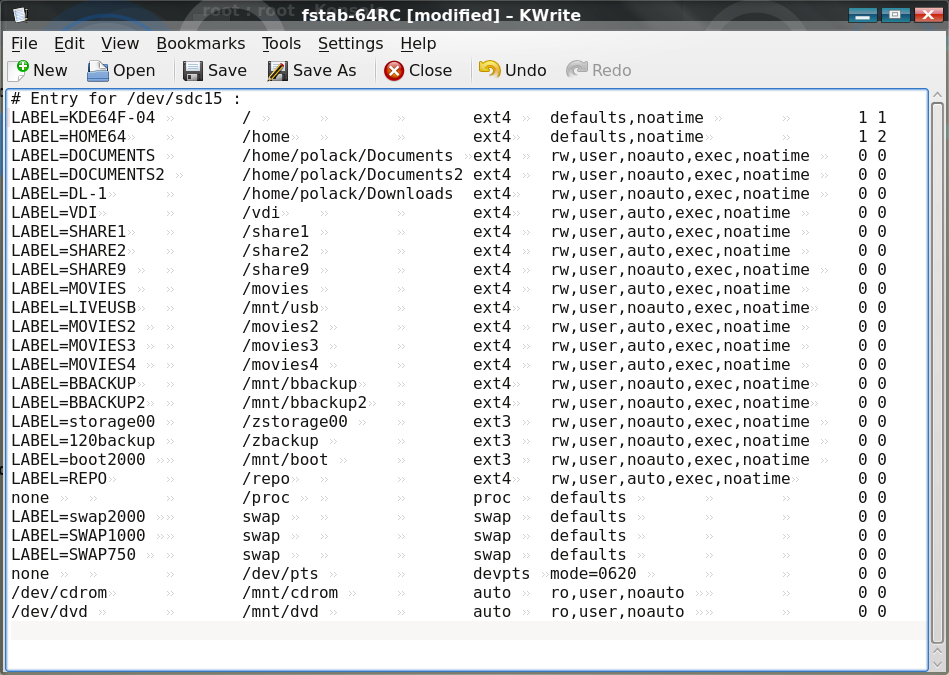 root : root
fstab-64RC [modified] – KWrite
File Edit View Bookmarks Tools Settings Help
New Open Save Save As Close Undo Redo
# Entry for /dev/sdc15 :
LABEL=KDE64F-04 / ext4 defaults,noatime 1 1
LABEL=HOME64 /home ext4 defaults,noatime 1 2
LABEL=DOCUMENTS /home/polack/Documents ext4 rw,user,noauto,exec,noatime 0 0
LABEL=DOCUMENTS2 /home/polack/Documents2 ext4 rw,user,noauto,exec,noatime 0 0
LABEL=DL-1 /home/polack/Downloads ext4 rw,user,noauto,exec,noatime 0 0
LABEL=VDI /vdi ext4 rw,user,auto,exec,noatime 0 0
LABEL=SHARE1 /share1 ext4 rw,user,auto,exec,noatime 0 0
LABEL=SHARE2 /share2 ext4 rw,user,auto,exec,noatime 0 0
LABEL=SHARE9 /share9 ext4 rw,user,noauto,exec,noatime 0 0
LABEL=MOVIES /movies ext4 rw,user,auto,exec,noatime 0 0
LABEL=LIVEUSB /mnt/usb ext4 rw,user,noauto,exec,noatime 0 0
LABEL=MOVIES2 /movies2 ext4 rw,user,auto,exec,noatime 0 0
LABEL=MOVIES3 /movies3 ext4 rw,user,auto,exec,noatime 0 0
LABEL=MOVIES4 /movies4 ext4 rw,user,auto,exec,noatime 0 0
LABEL=BBACKUP /mnt/bbackup ext4 rw,user,noauto,exec,noatime 0 0
LABEL=BBACKUP2 /mnt/bbackup2 ext4 rw,user,noauto,exec,noatime 0 0
LABEL=storage00 /zstorage00 ext3 rw,user,noauto,exec,noatime 0 0
LABEL=120backup /zbackup ext3 rw,user,noauto,exec,noatime 0 0
LABEL=boot2000 /mnt/boot ext3 rw,user,noauto,exec,noatime 0 0
LABEL=REPO /repo ext4 rw,user,auto,exec,noatime 0 0
none /proc proc defaults 0 0
LABEL=swap2000 swap swap defaults 0 0
LABEL=SWAP1000 swap swap defaults 0 0
LABEL=SWAP750 swap swap defaults 0 0
none /dev/pts devpts mode=0620 0 0
/dev/cdrom /mnt/cdrom auto ro,user,noauto 0 0
/dev/dvd /mnt/dvd auto ro,user,noauto 0 0